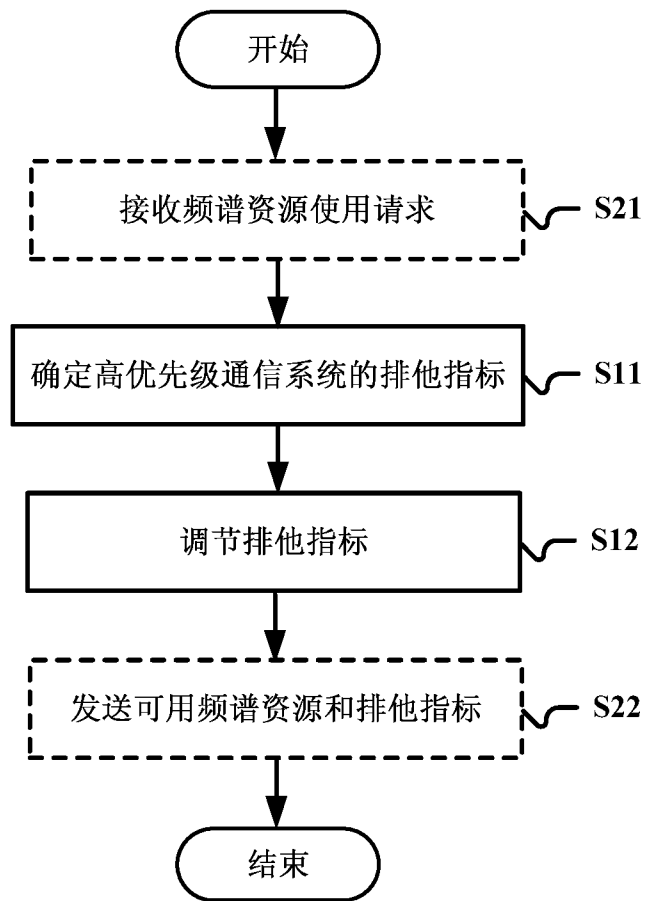 开始
接收频谱资源使用请求
S21
确定高优先级通信系统的排他指标
S11
调节排他指标
S12
发送可用频谱资源和排他指标
S22
结束